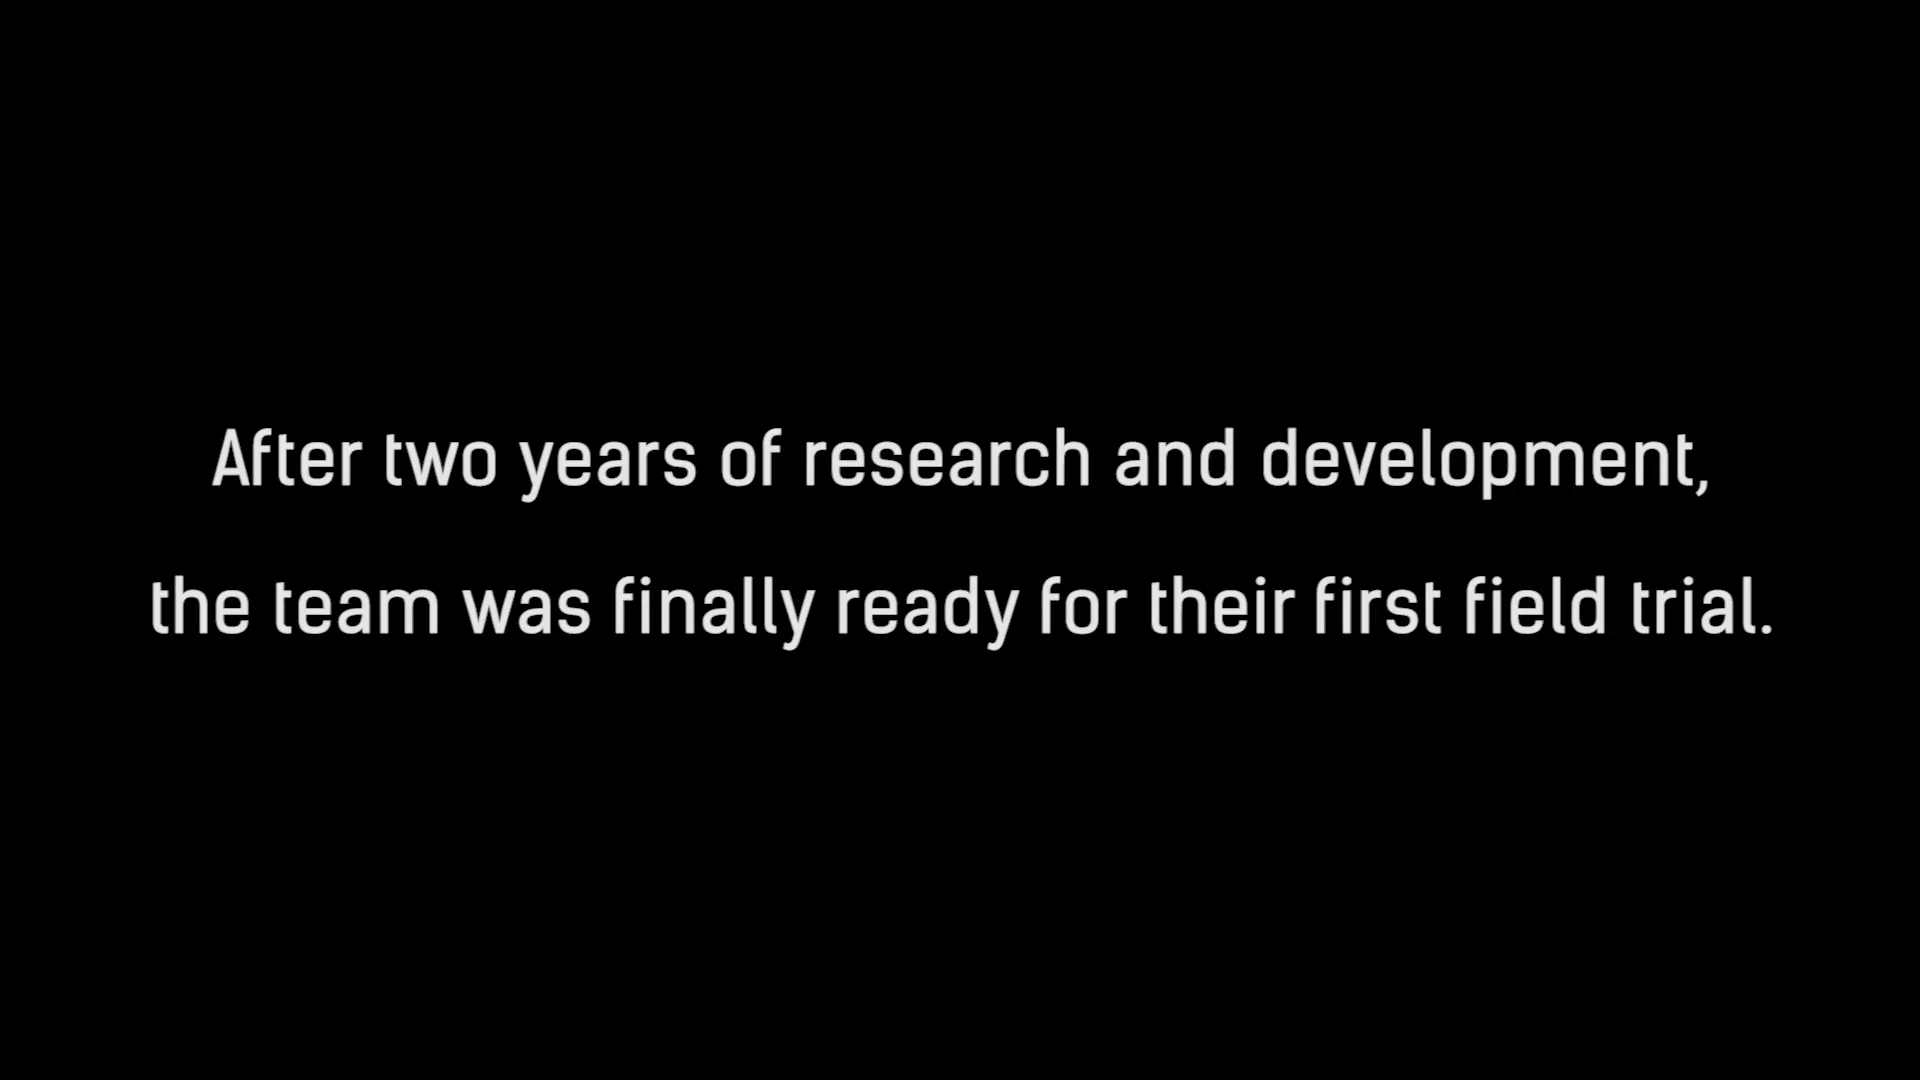 After two years of research and development,
the team was finally ready for their first field trial.